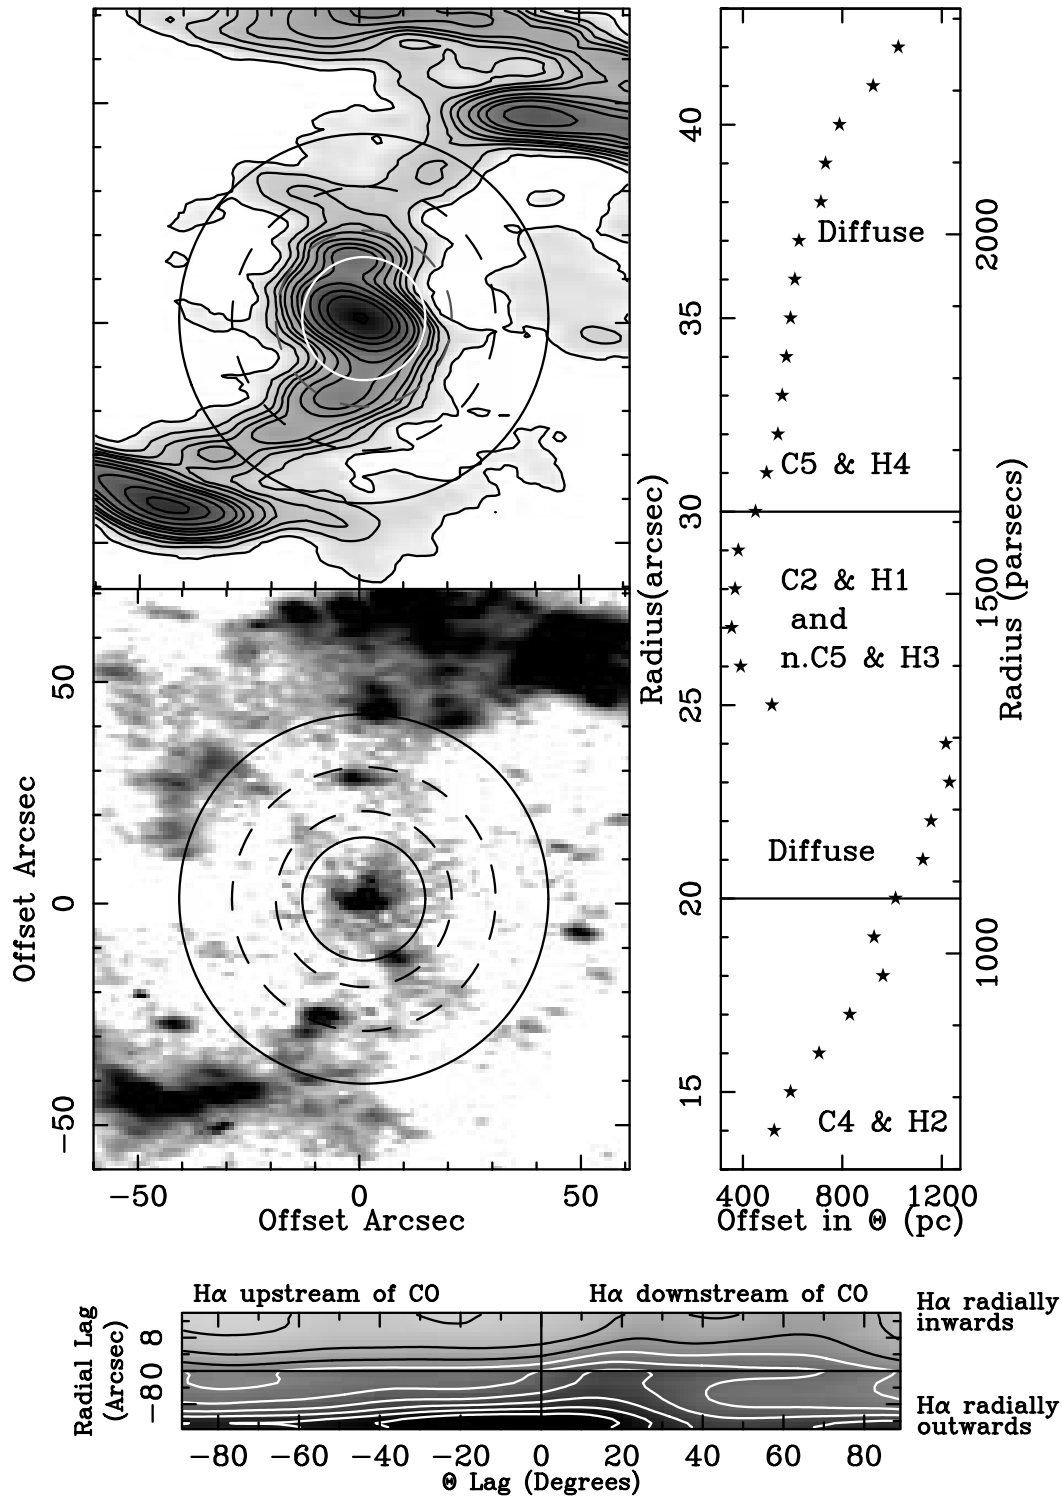 Offset Arcsec
50
0
−50
−50
0
50
Offset Arcsec
Radius(arcsec)
40
35
30
25
20
15
Diffuse
C5 & H4
C2 & H1
and
n.C5 & H3
Diffuse
C4 & H2
400 800 1200
Offset in Θ (pc)
2000
1500
1000
Radius (parsecs)
Hα upstream of CO
Hα downstream of CO
Hα radially
inwards
Hα radially
outwards
Radial Lag
(Arcsec)
−80 8
−80 −60 −40 −20 0 20 40 60 80
Θ Lag (Degrees)